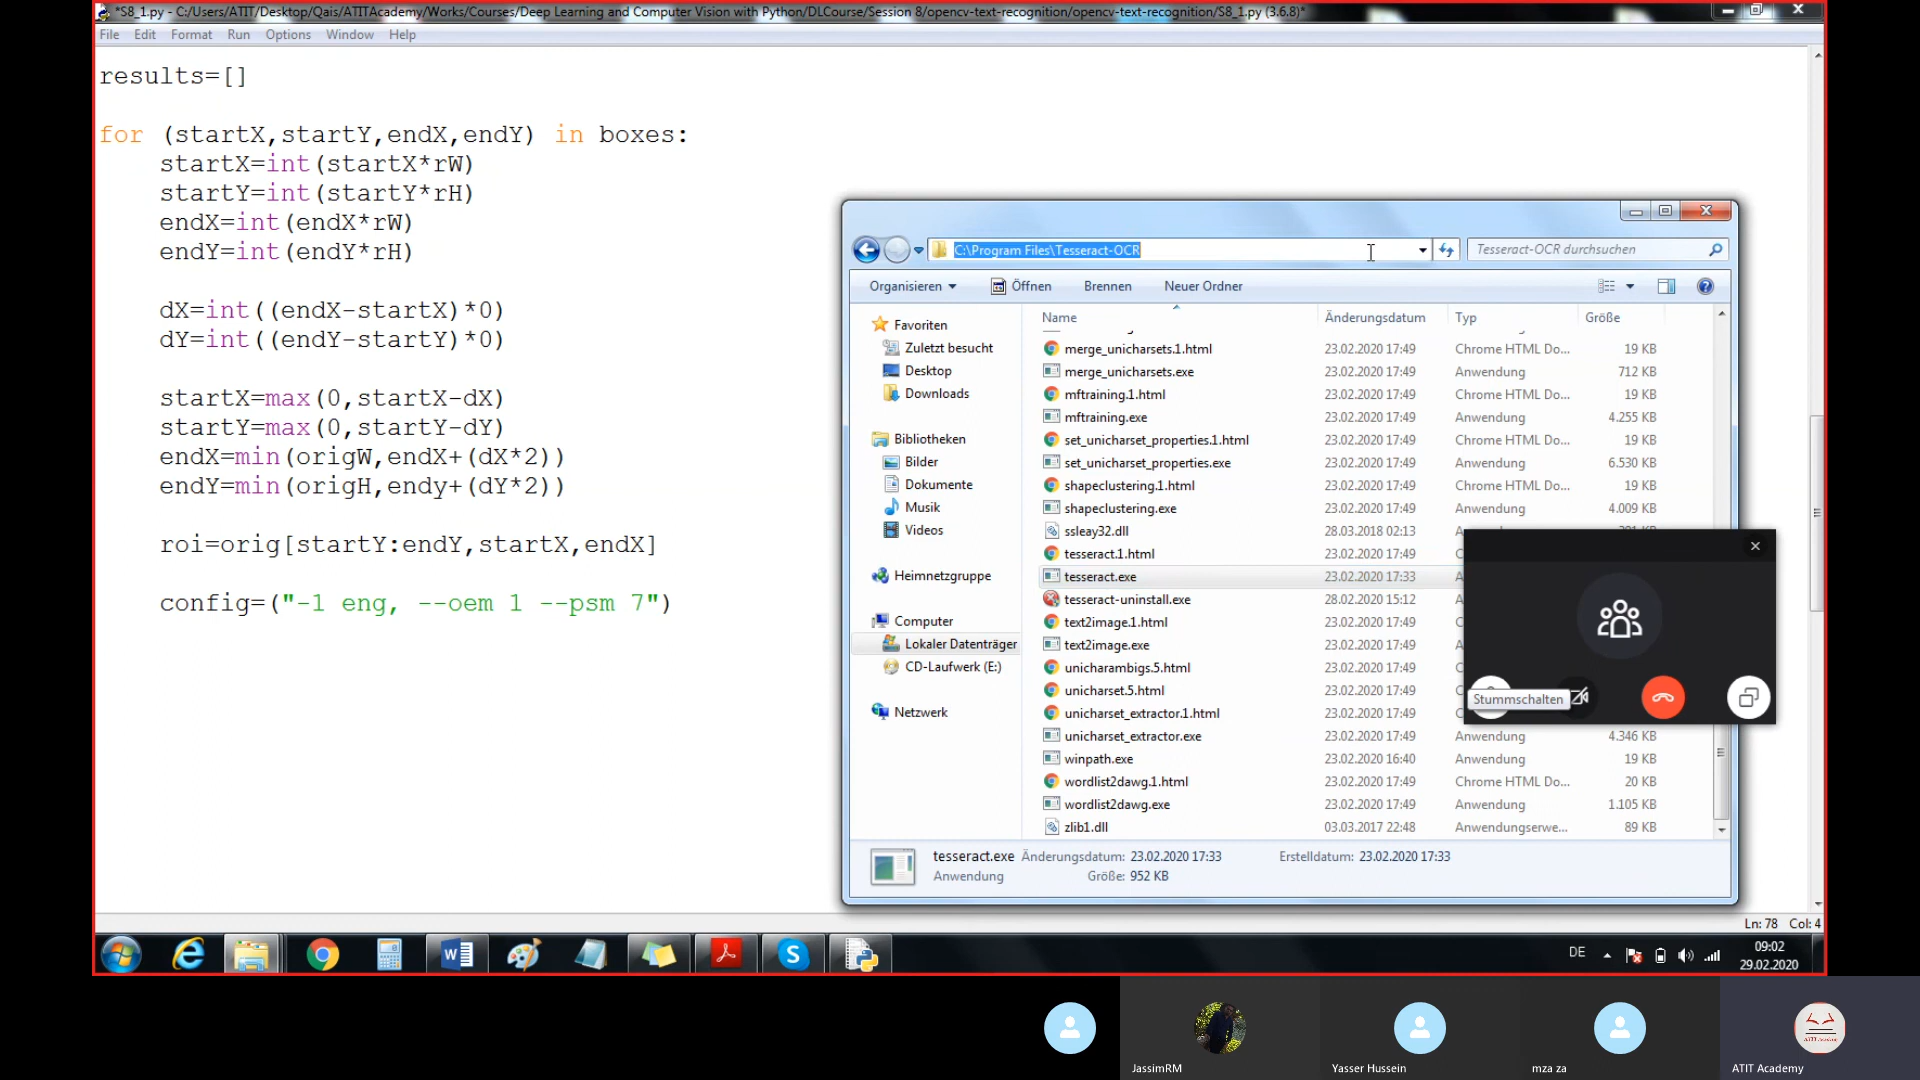 *S8_1.py - C:/Users/ATIT/Desktop/Qais/ATITAcademy/Works/Courses/Deep Learning and Computer Vision with Python/DLCourse/Session 8/opencv-text-recognition/opencv-text-recognition/S8_1.py (3.6.8)*
File Edit Format Run Options Window Help
results=[]
for (startX,startY,endX,endY) in boxes:
startX=int(startX*rW)
startY=int(startY*rH)
endX=int(endX*rW)
endY=int(endY*rH)
dX=int((endX-startX)*0)
dY=int((endY-startY)*0)
startX=max(0,startX-dX)
startY=max(0,startY-dY)
endX=min(origW,endX+(dX*2))
endY=min(origH,endy+(dY*2))
roi=orig[startY:endY,startX,endX]
config=("-1 eng, --oem 1 --psm 7")
C:\Program Files\Tesseract-OCR
Tesseract-OCR durchsuchen
Organisieren Öffnen Brennen Neuer Ordner
Favoriten
Zuletzt besucht
Desktop
Downloads
Bibliotheken
Bilder
Dokumente
Musik
Videos
Heimnetzgruppe
Computer
Lokaler Datenträger
CD-Laufwerk (E:)
Netzwerk
Name Änderungsdatum Typ Größe
merge_unicharsets.1.html 23.02.2020 17:49 Chrome HTML Do... 19 KB
merge_unicharsets.exe 23.02.2020 17:49 Anwendung 712 KB
mftraining.1.html 23.02.2020 17:49 Chrome HTML Do... 19 KB
mftraining.exe 23.02.2020 17:49 Anwendung 4.255 KB
set_unicharset_properties.1.html 23.02.2020 17:49 Chrome HTML Do... 19 KB
set_unicharset_properties.exe 23.02.2020 17:49 Anwendung 6.530 KB
shapeclustering.1.html 23.02.2020 17:49 Chrome HTML Do... 19 KB
shapeclustering.exe 23.02.2020 17:49 Anwendung 4.009 KB
ssleay32.dll 28.03.2018 02:13
tesseract.1.html 23.02.2020 17:49
tesseract.exe 23.02.2020 17:33
tesseract-uninstall.exe 28.02.2020 15:12
text2image.1.html 23.02.2020 17:49
text2image.exe 23.02.2020 17:49
unicharambigs.5.html 23.02.2020 17:49
unicharset.5.html 23.02.2020 17:49
unicharset_extractor.1.html 23.02.2020 17:49
unicharset_extractor.exe 23.02.2020 17:49 Anwendung 4.346 KB
winpath.exe 23.02.2020 16:40 Anwendung 19 KB
wordlist2dawg.1.html 23.02.2020 17:49 Chrome HTML Do... 20 KB
wordlist2dawg.exe 23.02.2020 17:49 Anwendung 1.105 KB
zlib1.dll 03.03.2017 22:48 Anwendungserwe... 89 KB
tesseract.exe Änderungsdatum: 23.02.2020 17:33 Erstelldatum: 23.02.2020 17:33
Anwendung Größe: 952 KB
Stummschalten
Ln: 78 Col: 4
DE
09:02
29.02.2020
JassimRM
Yasser Hussein
mza za
ATIT Academy